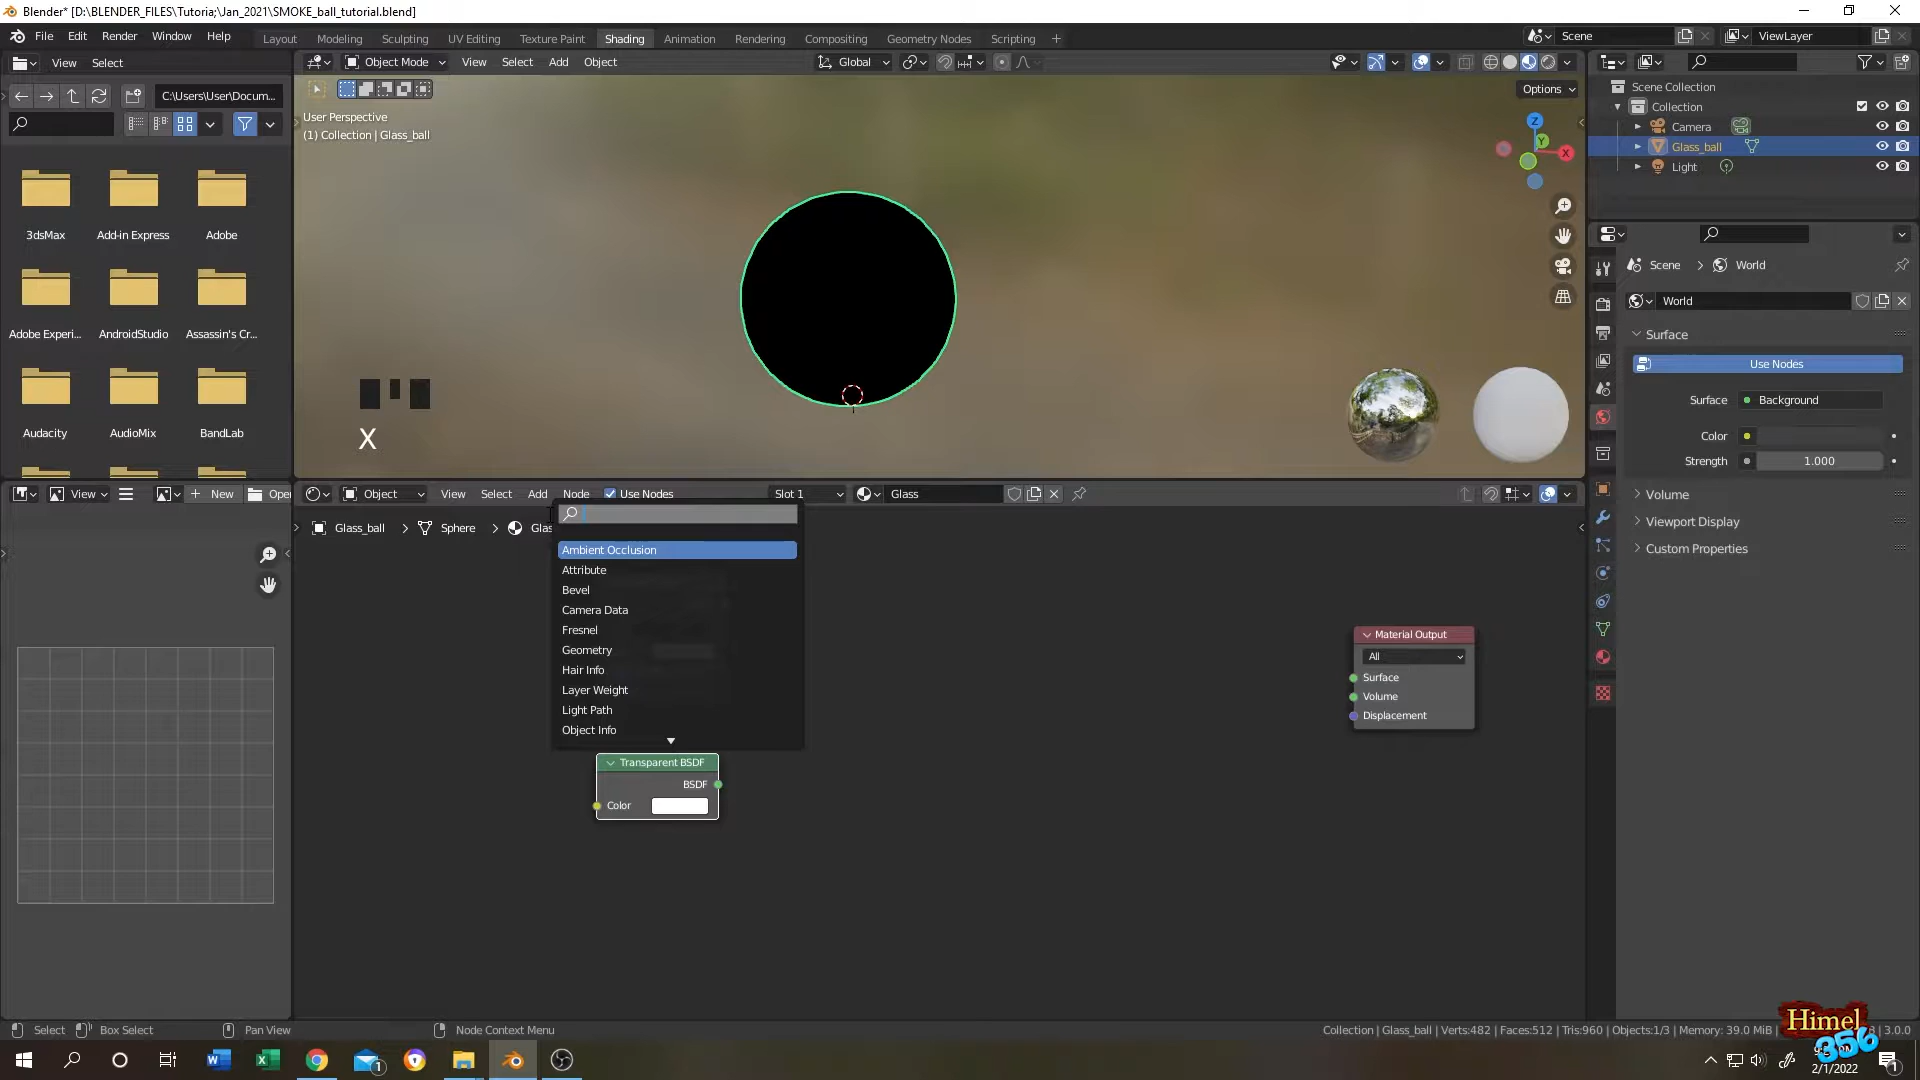 Blender* [D:\BLENDER_FILES\Tutoria;\Jan_2021\SMOKE_ball_tutorial.blend]
File Edit Render Window Help
Layout Modeling Sculpting UV Editing Texture Paint Shading Animation Rendering Compositing Geometry Nodes Scripting
Scene
ViewLayer
View Select
Object Mode View Select Add Object
Global
C:\Users\User\Docum...
Options
User Perspective
(1) Collection | Glass_ball
Z
Y
X
Scene Collection
Collection
Camera
Glass_ball
Light
3dsMax Add-in Express Adobe
Adobe Experi... AndroidStudio Assassin's Cr...
Audacity AudioMix BandLab
X
Scene > World
World
Surface
Use Nodes
Surface Background
Color
Strength 1.000
Volume
Viewport Display
Custom Properties
View New Open
Object View Select Add Node Use Nodes Slot 1 Glass
Glass_ball > Sphere > Glas
Ambient Occlusion
Attribute
Bevel
Camera Data
Fresnel
Geometry
Hair Info
Layer Weight
Light Path
Object Info
Transparent BSDF
BSDF
Color
Material Output
All
Surface
Volume
Displacement
Select Box Select Pan View Node Context Menu
Collection | Glass_ball | Verts:482 | Faces:512 | Tris:960 | Objects:1/3 | Memory: 39.0 MiB | 3.0.0
Himel
356
1
2/1/2022
1